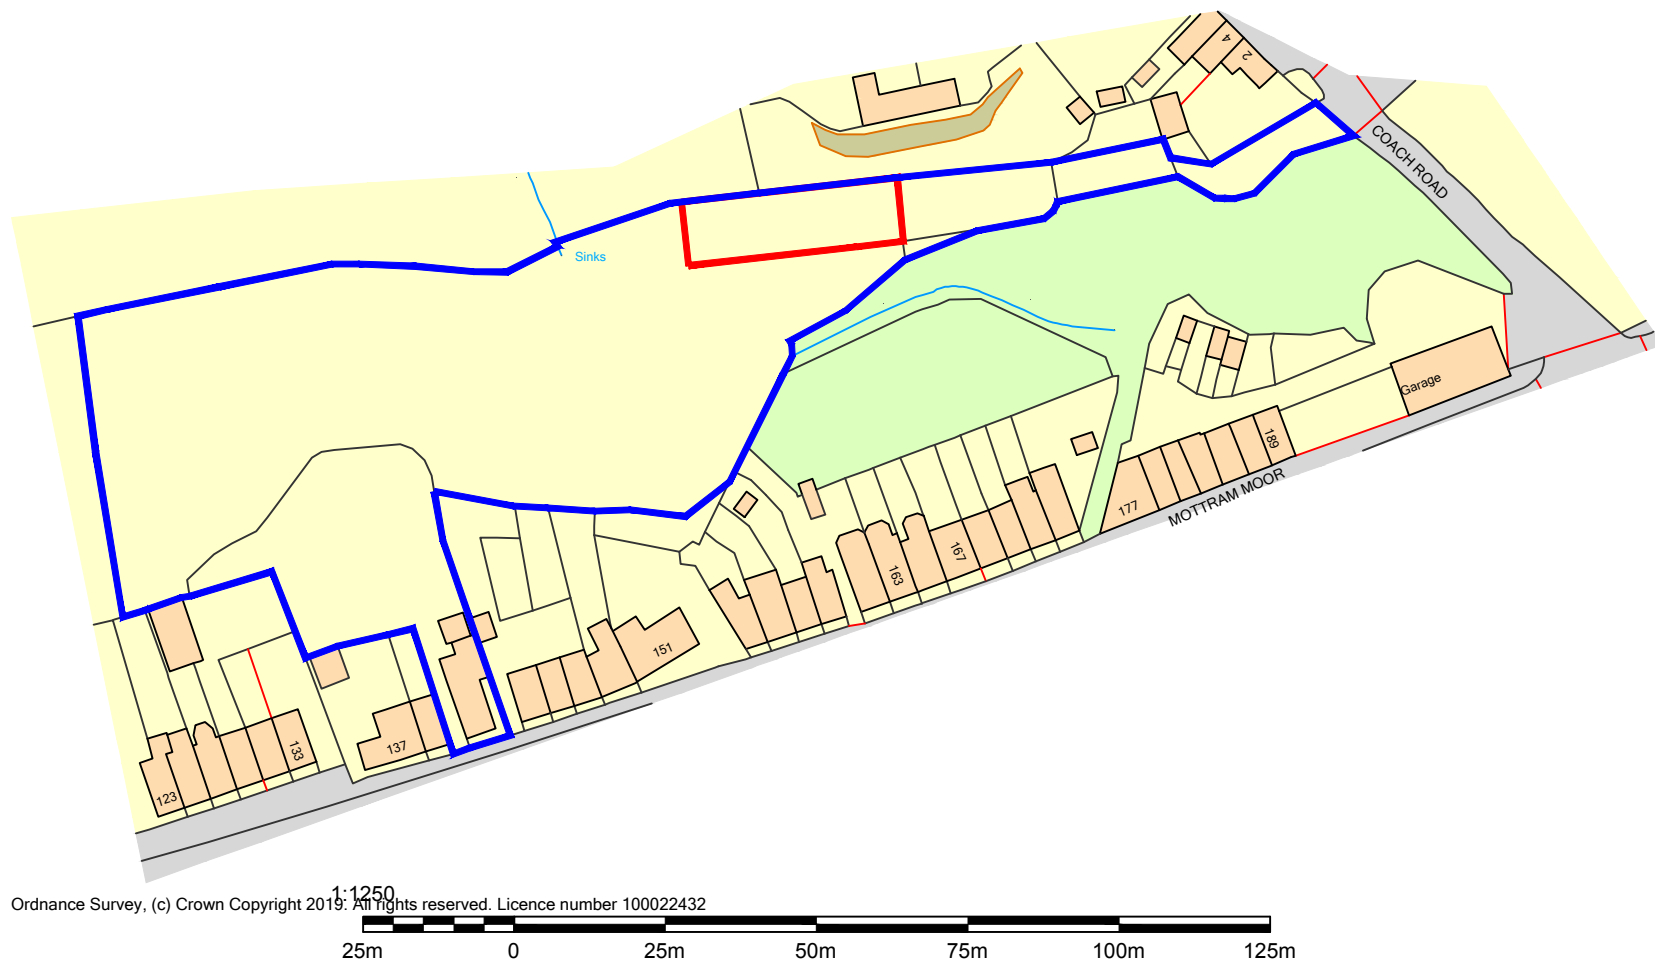 4
2
COACH ROAD
Sinks
Garage
189
177
MOTTRAM MOOR
167
163
151
137
133
123
1:1250
Ordnance Survey, (c) Crown Copyright 2019. All rights reserved. Licence number 100022432
25m 0 25m 50m 75m 100m 125m